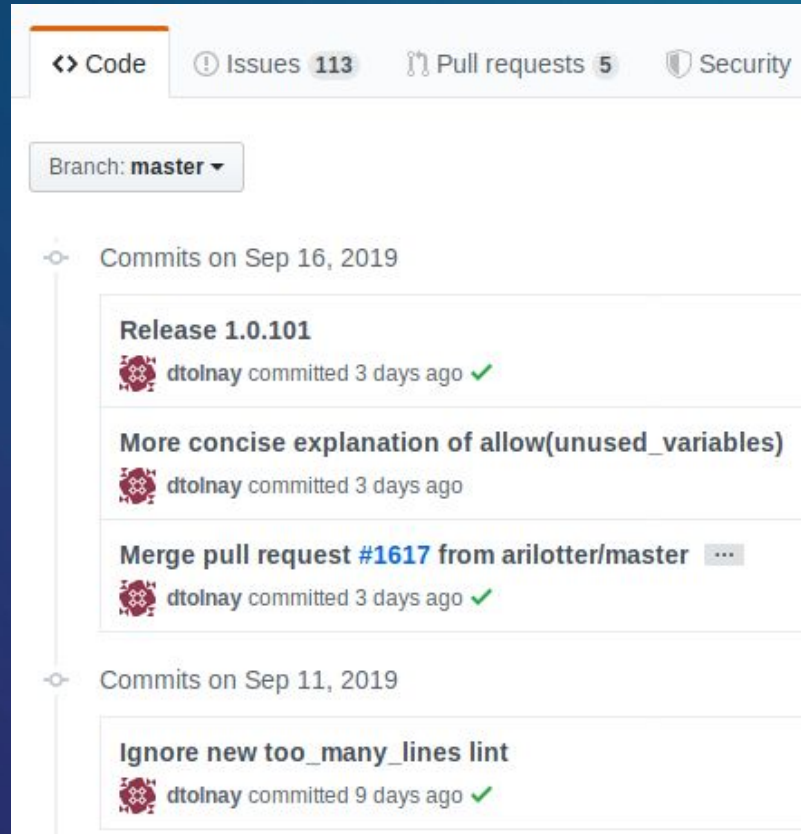 <> Code Issues 113 Pull requests 5 Security
Branch: master
Commits on Sep 16, 2019
Release 1.0.101
dtolnay committed 3 days ago
More concise explanation of allow(unused_variables)
dtolnay committed 3 days ago
Merge pull request #1617 from arilotter/master ...
dtolnay committed 3 days ago
Commits on Sep 11, 2019
Ignore new too_many_lines lint
dtolnay committed 9 days ago